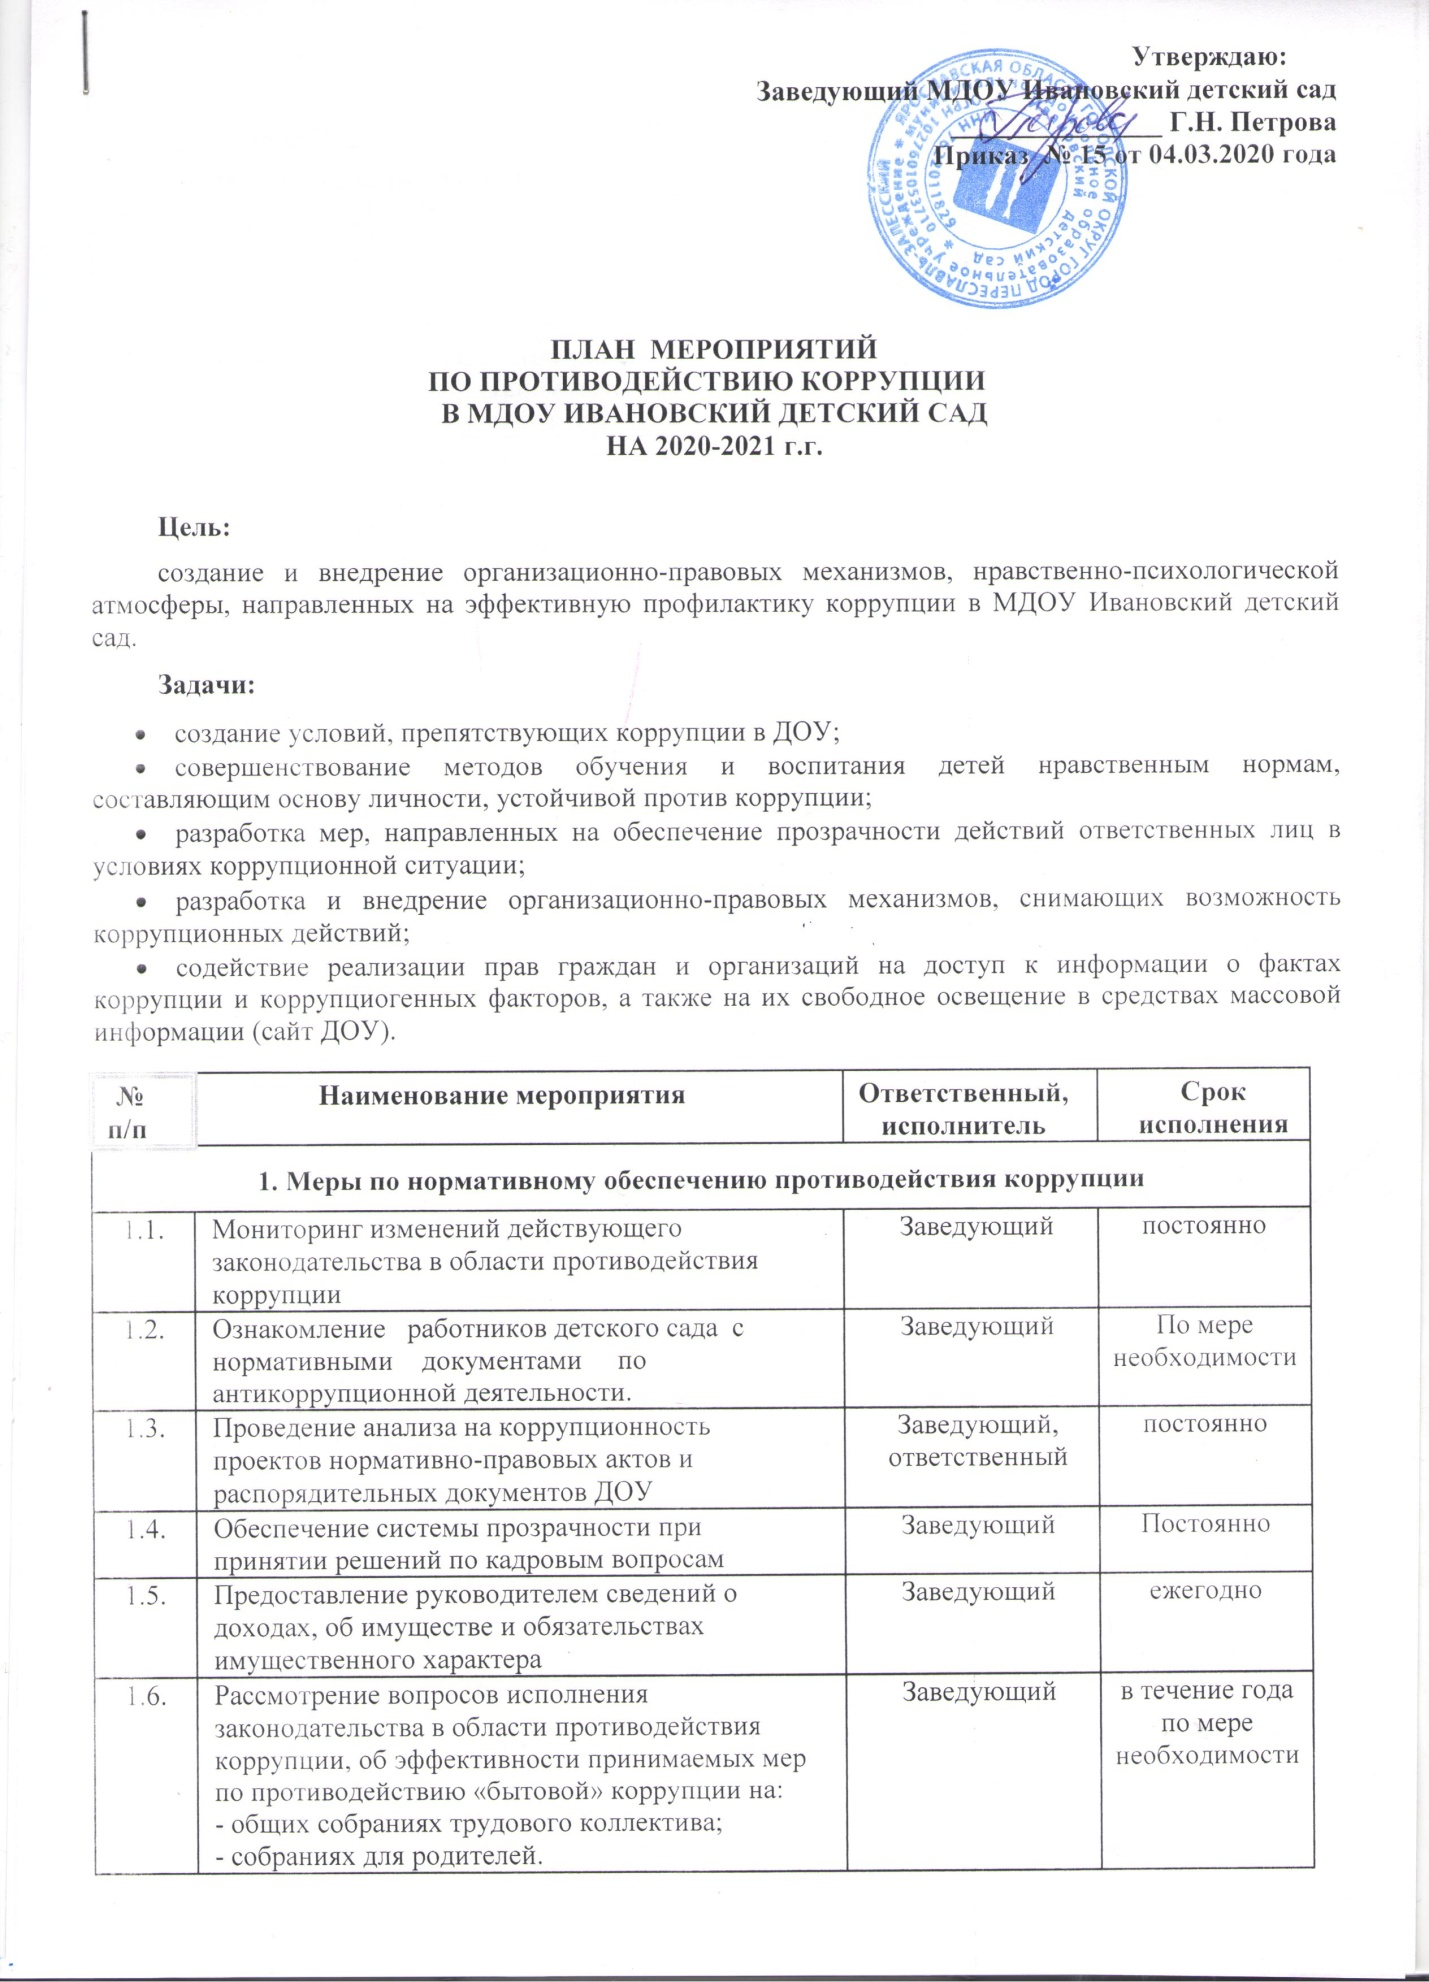 Утверждаю:
Заведующий МДОУ Ивановский детский сад
Г.Н. Петрова
Приказ № 15 от 04.03.2020 года
ПЛАН МЕРОПРИЯТИЙ
ПО ПРОТИВОДЕЙСТВИЮ КОРРУПЦИИ
В МДОУ ИВАНОВСКИЙ ДЕТСКИЙ САД
НА 2020-2021 г.г.
Цель:
создание и внедрение организационно-правовых механизмов, нравственно-психологической
атмосферы, направленных на эффективную профилактику коррупции в МДОУ Ивановский детский
сад.
Задачи:
• создание условий, препятствующих коррупции в ДОУ;
• совершенствование методов обучения и воспитания детей нравственным нормам,
составляющим основу личности, устойчивой против коррупции;
• разработка мер, направленных на обеспечение прозрачности действий ответственных лиц в
условиях коррупционной ситуации;
• разработка и внедрение организационно-правовых механизмов, снимающих возможность
коррупционных действий;
• содействие реализации прав граждан и организаций на доступ к информации о фактах
коррупции и коррупциогенных факторов, а также на их свободное освещение в средствах массовой
информации (сайт ДОУ).
№
п/п
Наименование мероприятия
Ответственный,
исполнитель
Срок
исполнения
1. Меры по нормативному обеспечению противодействия коррупции
1.1.
Мониторинг изменений действующего
законодательства в области противодействия
коррупции
Заведующий
постоянно
1.2.
Ознакомление работников детского сада с
нормативными документами по
антикоррупционной деятельности.
Заведующий
По мере
необходимости
1.3.
Проведение анализа на коррупционность
проектов нормативно-правовых актов и
распорядительных документов ДОУ
Заведующий,
ответственный
постоянно
1.4.
Обеспечение системы прозрачности при
принятии решений по кадровым вопросам
Заведующий
Постоянно
1.5.
Предоставление руководителем сведений о
доходах, об имуществе и обязательствах
имущественного характера
Заведующий
ежегодно
1.6.
Рассмотрение вопросов исполнения
законодательства в области противодействия
коррупции, об эффективности принимаемых мер
по противодействию «бытовой» коррупции на:
- общих собраниях трудового коллектива;
- собраниях для родителей.
Заведующий
в течение года
по мере
необходимости